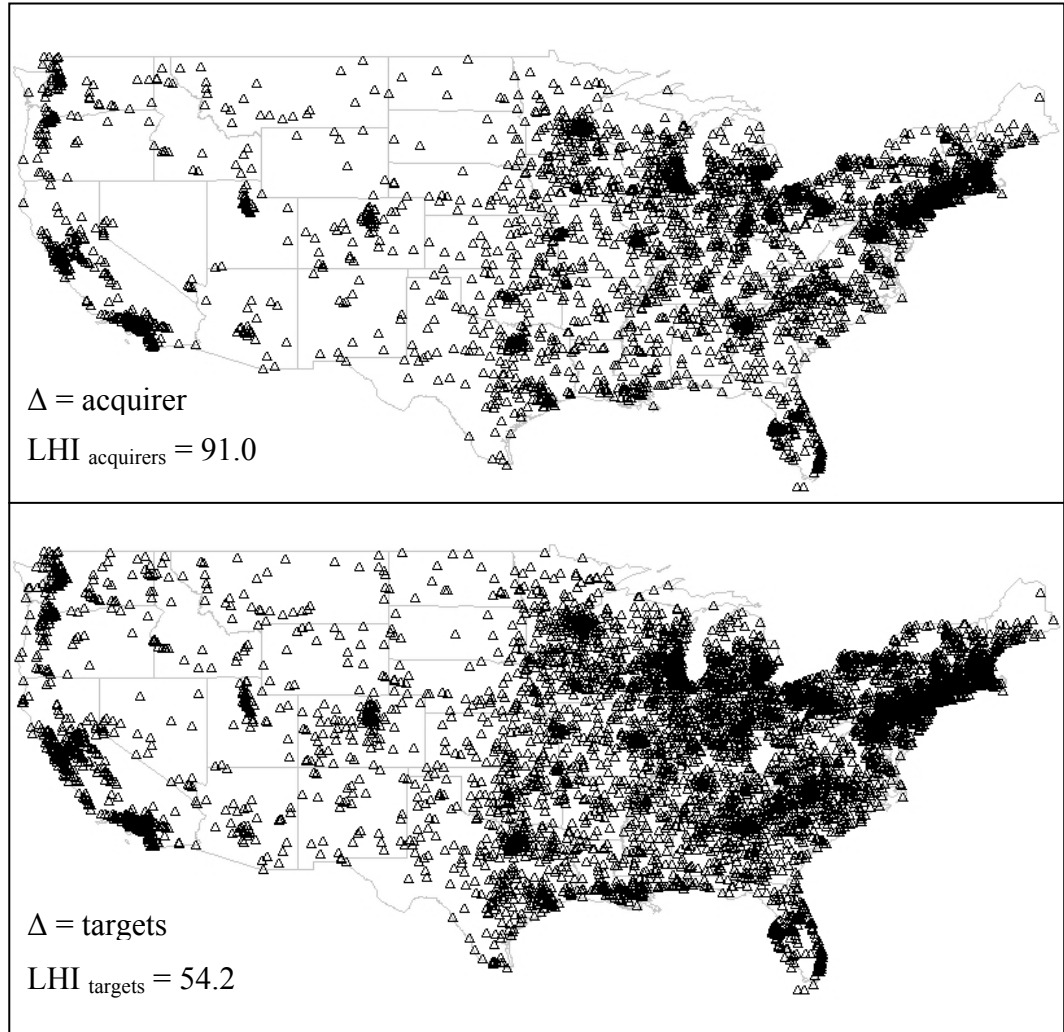 Δ = acquirer
LHI acquirers = 91.0
Δ = targets
LHI targets = 54.2